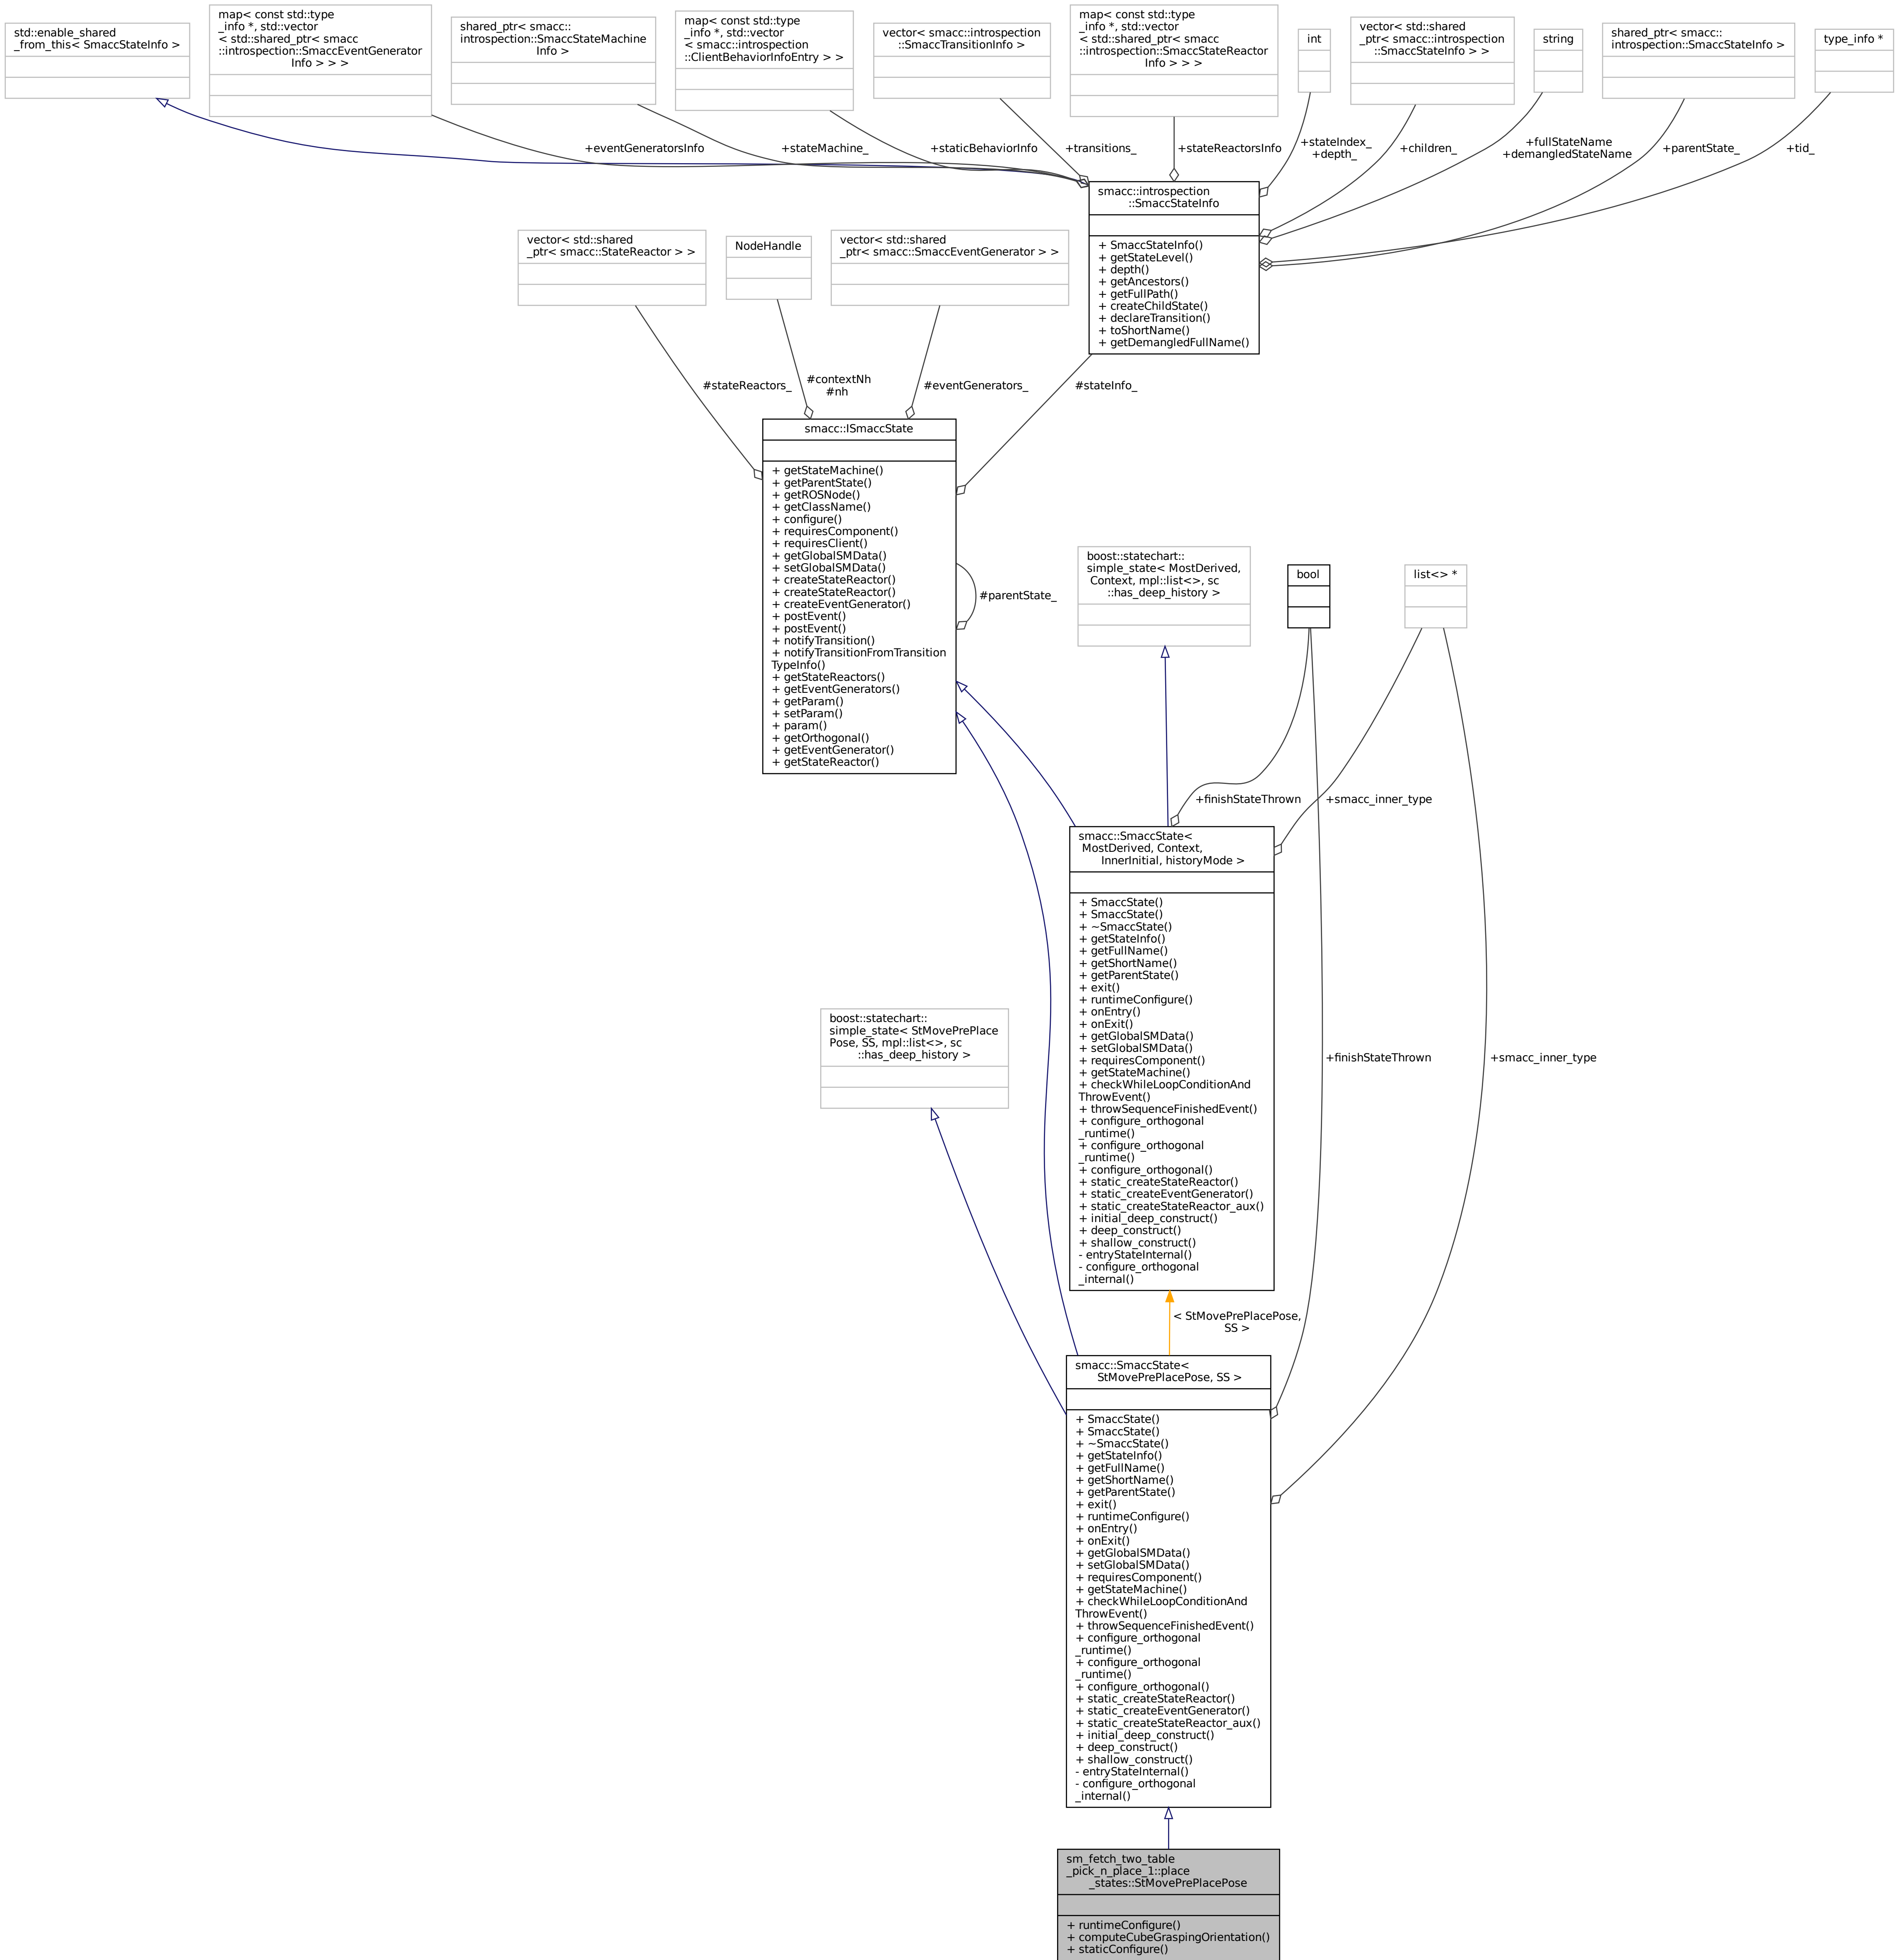 std::enable_shared
_from_this< SmaccStateInfo >
map< const std::type
_info *, std::vector
< std::shared_ptr< smacc
::introspection::SmaccEventGenerator
Info > > >
shared_ptr< smacc::
introspection::SmaccStateMachine
Info >
map< const std::type
_info *, std::vector
< smacc::introspection
::ClientBehaviorInfoEntry > >
vector< smacc::introspection
::SmaccTransitionInfo >
map< const std::type
_info *, std::vector
< std::shared_ptr< smacc
::introspection::SmaccStateReactor
Info > > >
int
vector< std::shared
_ptr< smacc::introspection
::SmaccStateInfo > >
string
shared_ptr< smacc::
introspection::SmaccStateInfo >
type_info *
+eventGeneratorsInfo
+stateMachine_
+staticBehaviorInfo
+transitions_
+stateReactorsInfo
+stateIndex_
+depth_
+children_
+fullStateName
+demangledStateName
+parentState_
+tid_
smacc::introspection
::SmaccStateInfo
+ SmaccStateInfo()
+ getStateLevel()
+ depth()
+ getAncestors()
+ getFullPath()
+ createChildState()
+ declareTransition()
+ toShortName()
+ getDemangledFullName()
vector< std::shared
_ptr< smacc::StateReactor > >
NodeHandle
vector< std::shared
_ptr< smacc::SmaccEventGenerator > >
#stateReactors_
#contextNh
#nh
#eventGenerators_
#stateInfo_
smacc::ISmaccState
+ getStateMachine()
+ getParentState()
+ getROSNode()
+ getClassName()
+ configure()
+ requiresComponent()
+ requiresClient()
+ getGlobalSMData()
+ setGlobalSMData()
+ createStateReactor()
+ createStateReactor()
+ createEventGenerator()
+ postEvent()
+ postEvent()
+ notifyTransition()
+ notifyTransitionFromTransition
TypeInfo()
+ getStateReactors()
+ getEventGenerators()
+ getParam()
+ setParam()
+ param()
+ getOrthogonal()
+ getEventGenerator()
+ getStateReactor()
#parentState_
boost::statechart::
simple_state< MostDerived,
Context, mpl::list<>, sc
::has_deep_history >
bool
list<> *
+finishStateThrown
+smacc_inner_type
smacc::SmaccState<
MostDerived, Context,
InnerInitial, historyMode >
+ SmaccState()
+ SmaccState()
+ ~SmaccState()
+ getStateInfo()
+ getFullName()
+ getShortName()
+ getParentState()
+ exit()
+ runtimeConfigure()
+ onEntry()
+ onExit()
+ getGlobalSMData()
+ setGlobalSMData()
+ requiresComponent()
+ getStateMachine()
+ checkWhileLoopConditionAnd
ThrowEvent()
+ throwSequenceFinishedEvent()
+ configure_orthogonal
_runtime()
+ configure_orthogonal
_runtime()
+ configure_orthogonal()
+ static_createStateReactor()
+ static_createEventGenerator()
+ static_createStateReactor_aux()
+ initial_deep_construct()
+ deep_construct()
+ shallow_construct()
- entryStateInternal()
- configure_orthogonal
_internal()
boost::statechart::
simple_state< StMovePrePlace
Pose, SS, mpl::list<>, sc
::has_deep_history >
+finishStateThrown
+smacc_inner_type
< StMovePrePlacePose,
SS >
smacc::SmaccState<
StMovePrePlacePose, SS >
+ SmaccState()
+ SmaccState()
+ ~SmaccState()
+ getStateInfo()
+ getFullName()
+ getShortName()
+ getParentState()
+ exit()
+ runtimeConfigure()
+ onEntry()
+ onExit()
+ getGlobalSMData()
+ setGlobalSMData()
+ requiresComponent()
+ getStateMachine()
+ checkWhileLoopConditionAnd
ThrowEvent()
+ throwSequenceFinishedEvent()
+ configure_orthogonal
_runtime()
+ configure_orthogonal
_runtime()
+ configure_orthogonal()
+ static_createStateReactor()
+ static_createEventGenerator()
+ static_createStateReactor_aux()
+ initial_deep_construct()
+ deep_construct()
+ shallow_construct()
- entryStateInternal()
- configure_orthogonal
_internal()
sm_fetch_two_table
_pick_n_place_1::place
_states::StMovePrePlacePose
+ runtimeConfigure()
+ computeCubeGraspingOrientation()
+ staticConfigure()